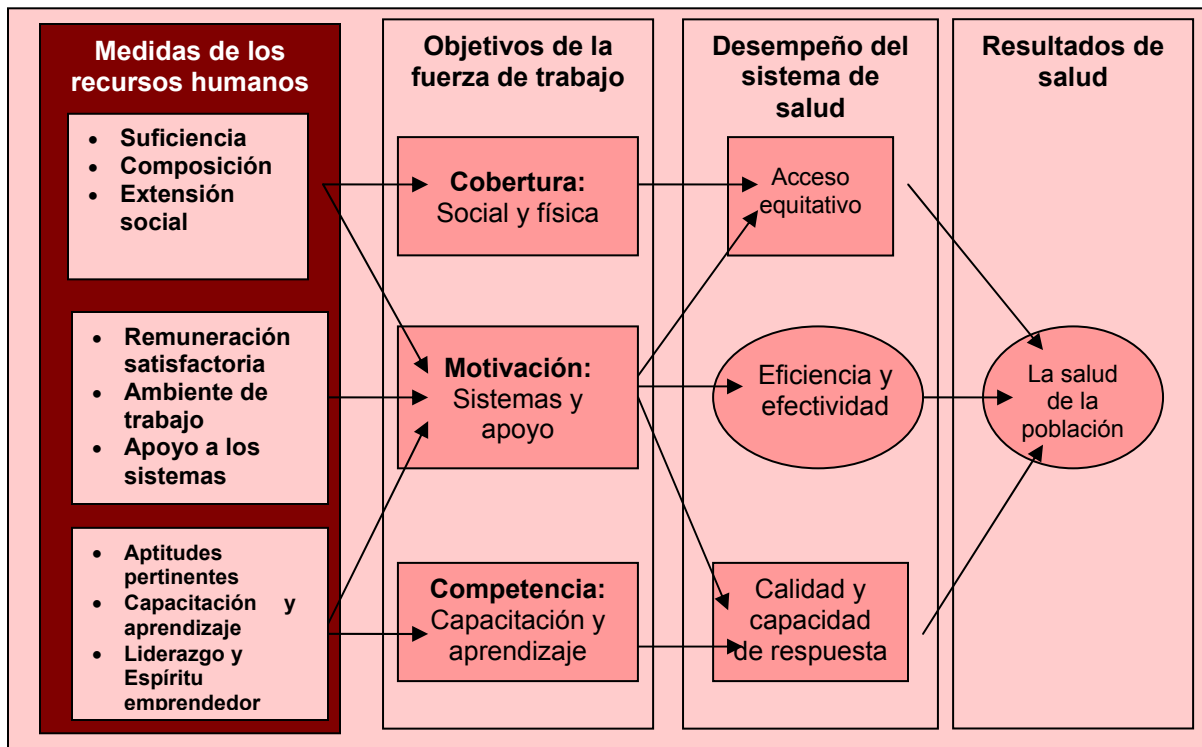 Medidas de los
recursos humanos
• Suficiencia
• Composición
• Extensión
social
• Remuneración
satisfactoria
• Ambiente de
trabajo
• Apoyo a los
sistemas
• Aptitudes
pertinentes
• Capacitación y
aprendizaje
• Liderazgo y
Espíritu
emprendedor
Objetivos de la
fuerza de trabajo
Cobertura:
Social y física
Motivación:
Sistemas y
apoyo
Competencia:
Capacitación y
aprendizaje
Desempeño del
sistema de
salud
Acceso
equitativo
Eficiencia y
efectividad
Calidad y
capacidad
de respuesta
Resultados de
salud
La salud
de la
población